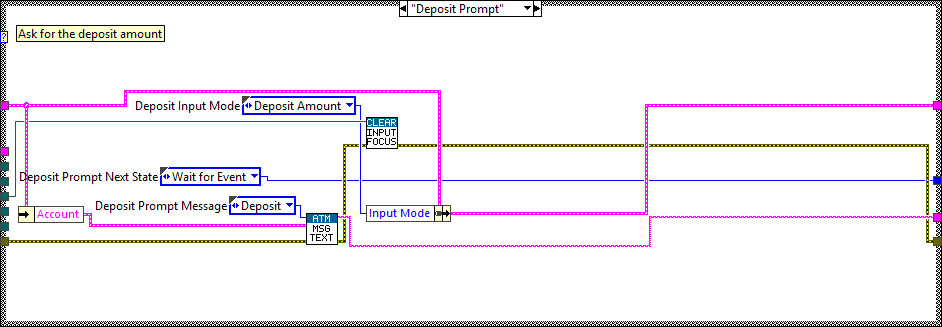 "Deposit Prompt"
?
Ask for the deposit amount
Deposit Input Mode Deposit Amount
CLEAR
INPUT
FOCUS
Deposit Prompt Next State Wait for Event
Deposit Prompt Message Deposit
Account
Input Mode
ATM
MSG
TEXT